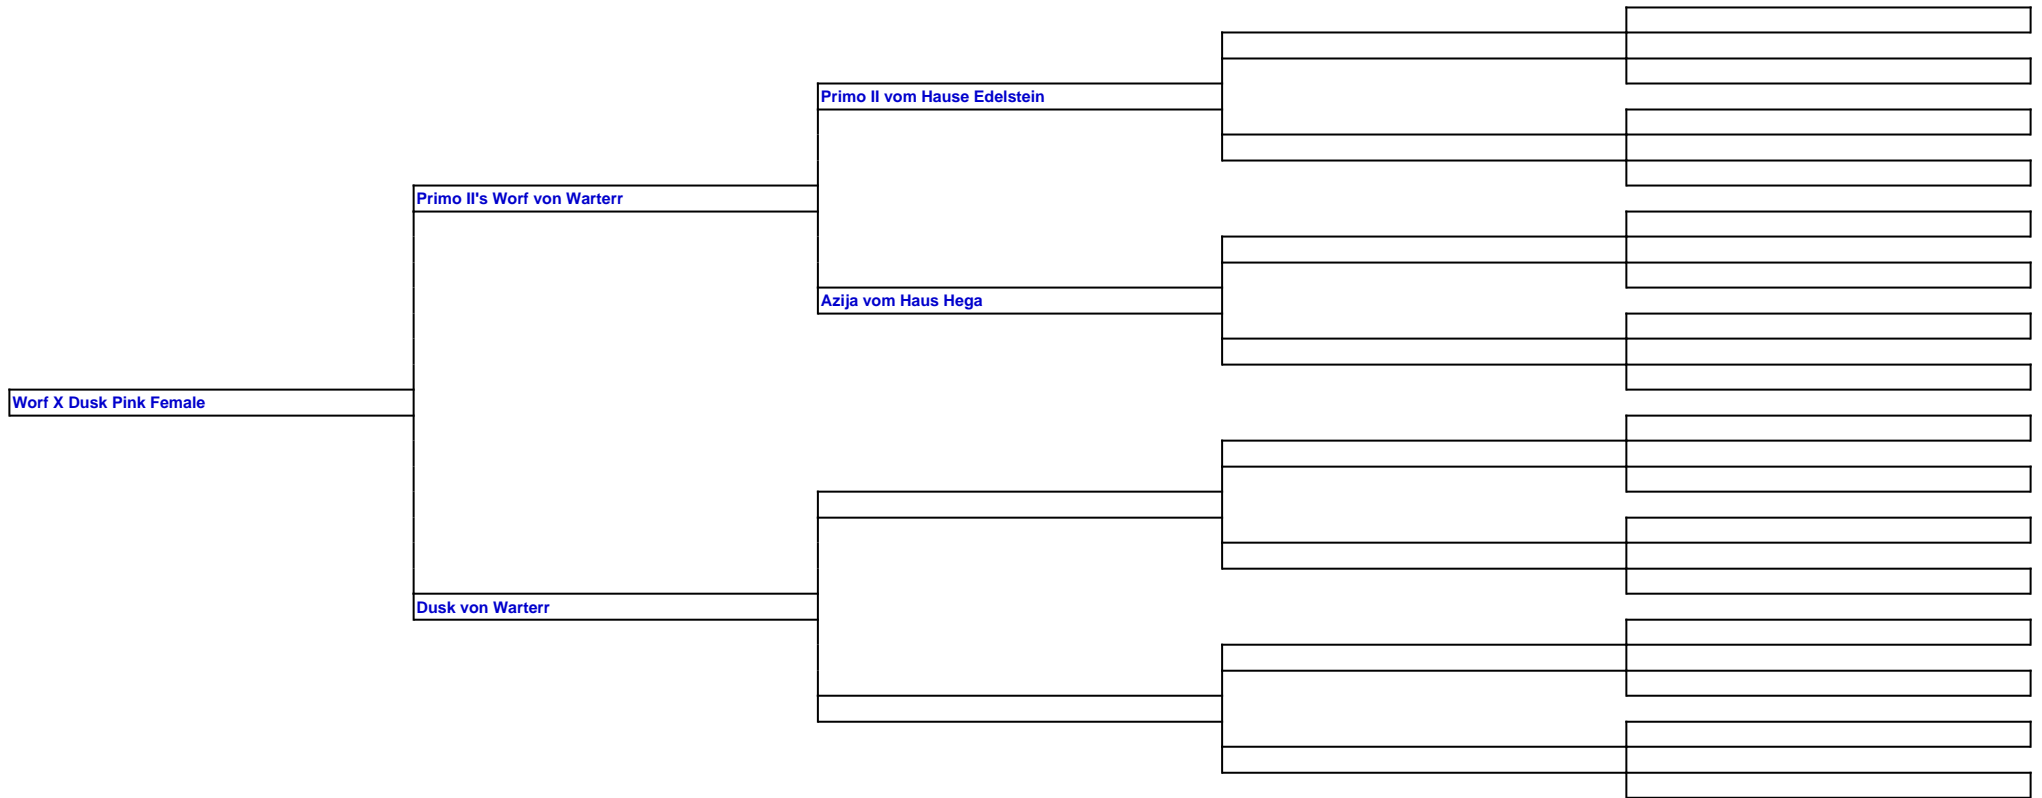 Primo II vom Hause Edelstein
Primo II's Worf von Warterr
Azija vom Haus Hega
Worf X Dusk Pink Female
Dusk von Warterr